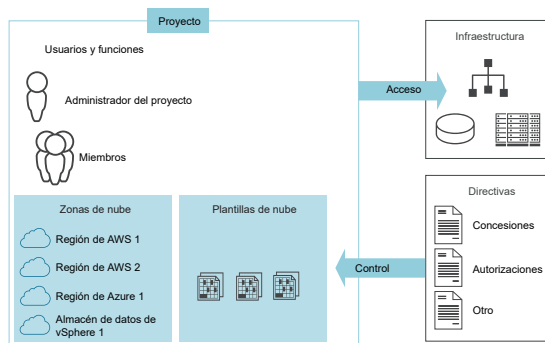 Proyecto
Usuarios y funciones
Administrador del proyecto
Miembros
Zonas de nube
Región de AWS 1
Región de AWS 2
Región de Azure 1
Almacén de datos de
vSphere 1
Plantillas de nube
Acceso
Control
Infraestructura
Directivas
Concesiones
Autorizaciones
Otro